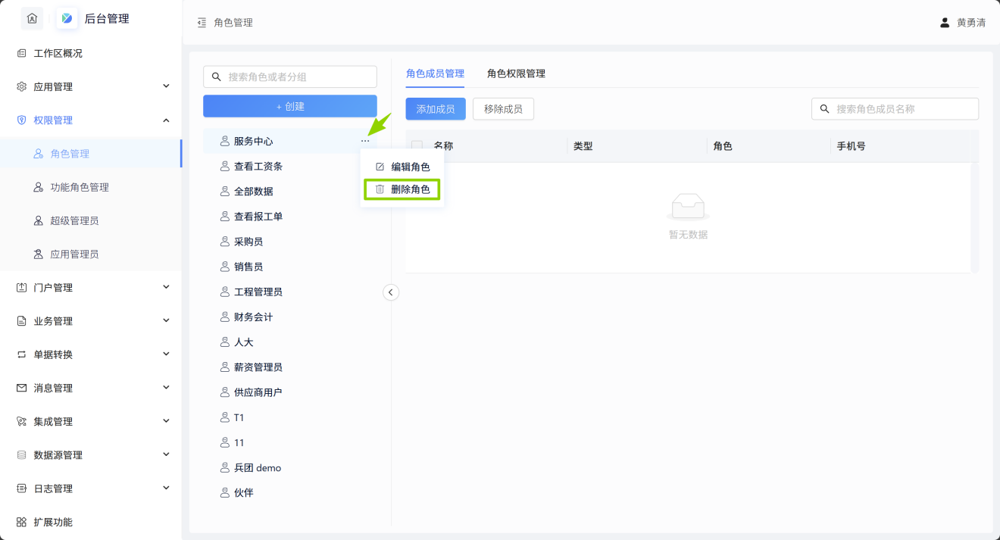 后台管理
工作区概况
应用管理
权限管理
角色管理
功能角色管理
超级管理员
应用管理员
门户管理
业务管理
单据转换
消息管理
集成管理
数据源管理
日志管理
扩展功能
角色管理
黄勇清
搜索角色或者分组
+ 创建
服务中心
...
查看工资条
全部数据
查看报工单
采购员
销售员
工程管理员
财务会计
人大
薪资管理员
供应商用户
T1
11
兵团 demo
伙伴
编辑角色
删除角色
角色成员管理 角色权限管理
添加成员 移除成员
搜索角色成员名称
名称 类型 角色 手机号
暂无数据